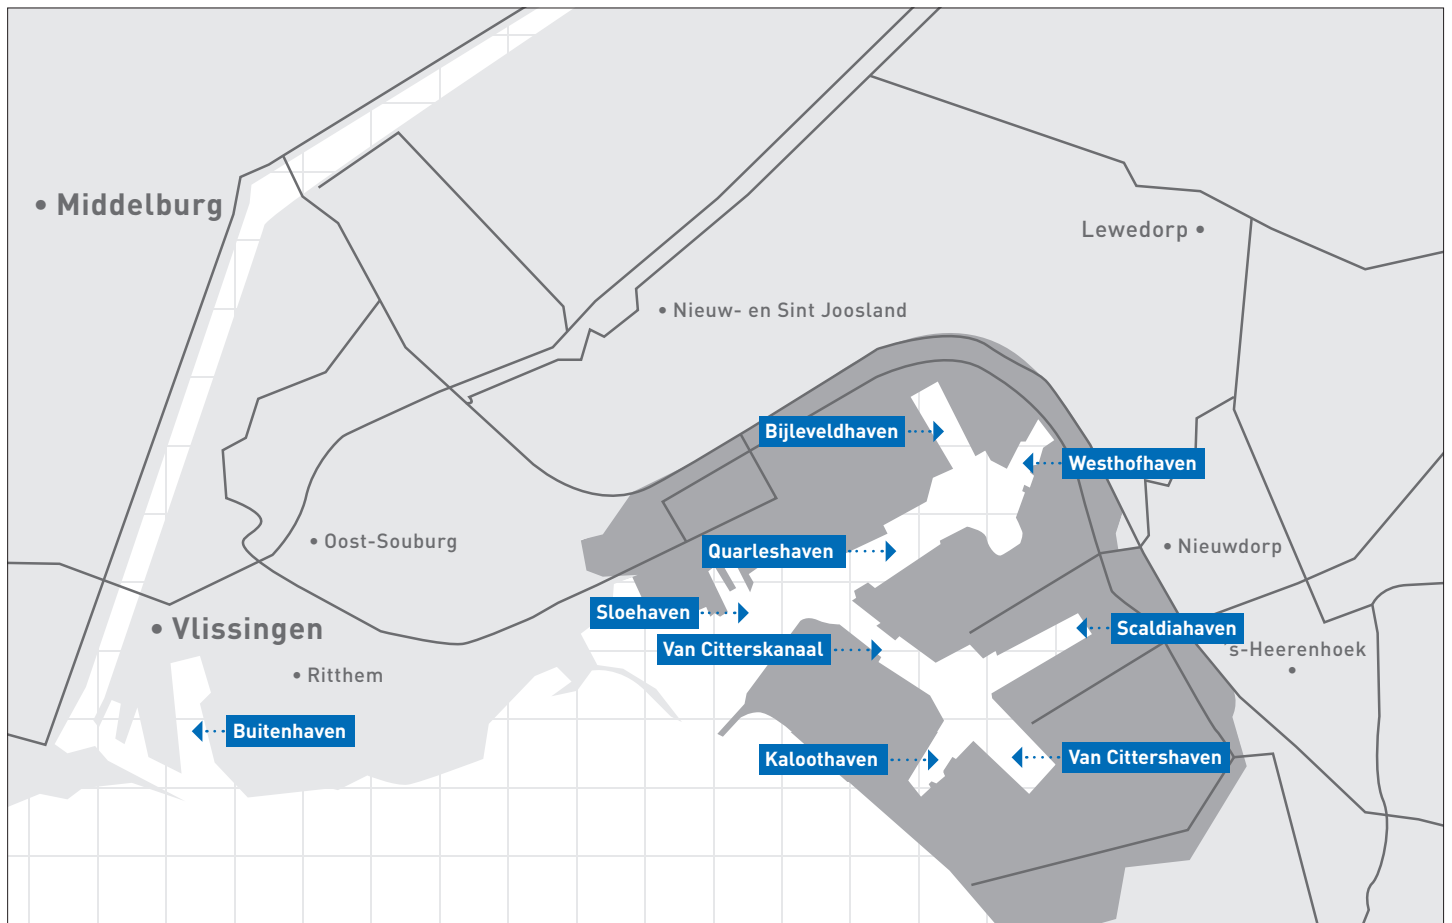 Middelburg
Lewedorp
Nieuw- en Sint Joosland
Bijleveldhaven
Westhofhaven
Oost-Souburg
Quarleshaven
Nieuwdorp
Sloehaven
Vlissingen
Scaldiahaven
Van Citterskanaal
s-Heerenhoek
Ritthem
Buitenhaven
Kaloothaven
Van Cittershaven